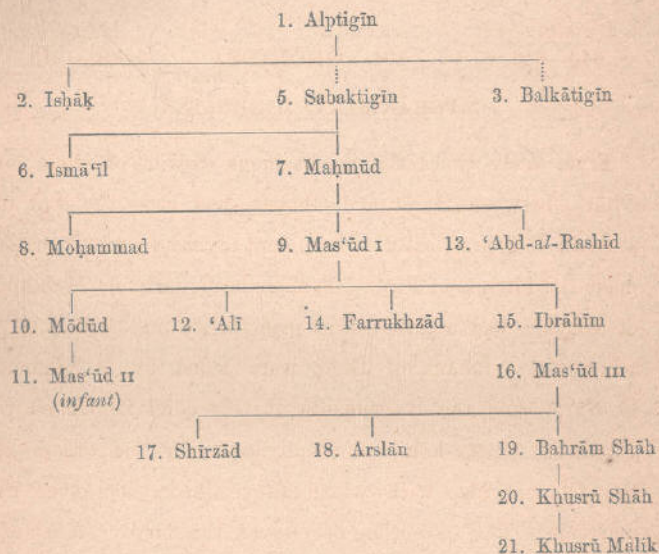 1. Alptigīn
2. Isḥāḳ 5. Sabaktigīn 3. Balkātigīn
6. Ismā‘īl 7. Maḥmūd
8. Moḥammad 9. Mas‘ūd I 13. ‘Abd-al-Rashīd
10. Mōdūd 12. ‘Alī 14. Farrukhzād 15. Ibrāhīm
11. Mas‘ūd II 16. Mas‘ūd III
(infant)
17. Shīrzād 18. Arslān 19. Bahrām Shāh
20. Khusrū Shāh
21. Khusrū Malik